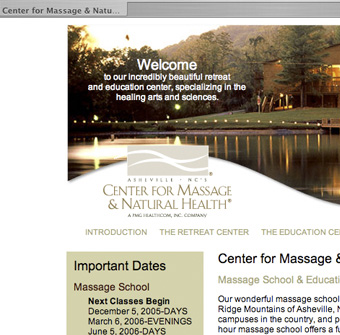 Center for Massage & Natu...
Welcome
to our incredibly beautiful retreat
and education center, specializing in the
healing arts and sciences.
ASHEVILLE - NC'S
CENTER FOR MASSAGE
& NATURAL HEALTH®
A PNG HEALTHCOM, INC. COMPANY
INTRODUCTION THE RETREAT CENTER THE EDUCATION CE
Important Dates
Massage School
Next Classes Begin
December 5, 2005-DAYS
March 6, 2006-EVENINGS
June 5, 2006-DAYS
Center for Massage &
Massage School & Educati
Our wonderful massage school
Ridge Mountains of Asheville, N
campuses in the country, and p
hour massage school offers a fu